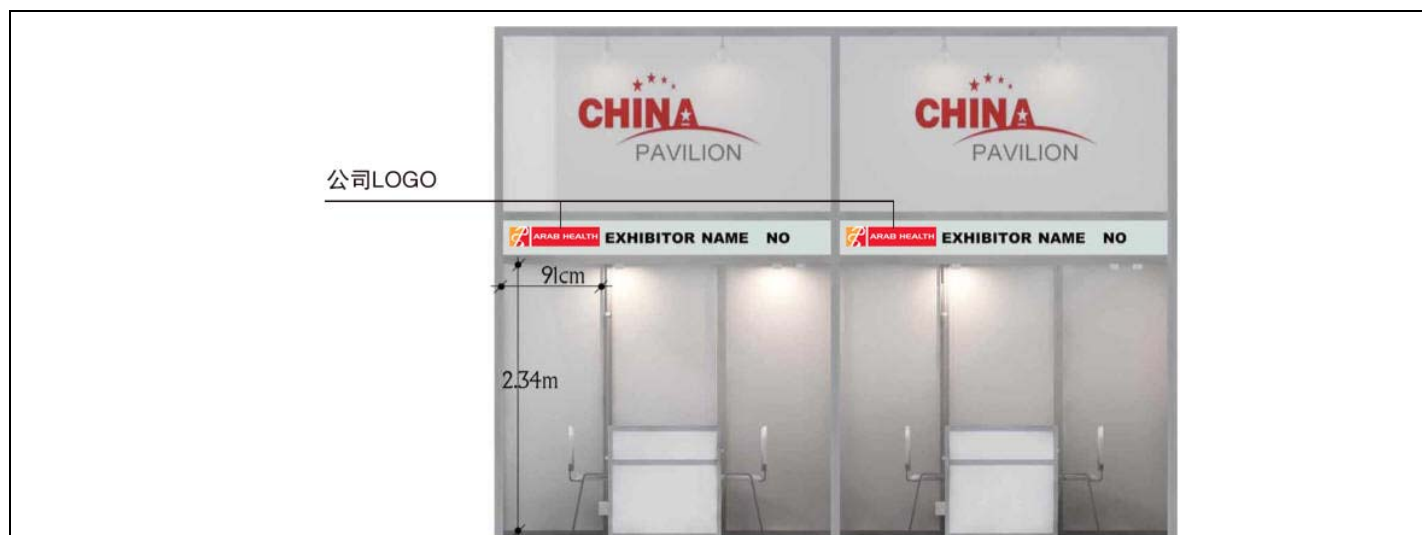 CHINA
PAVILION
CHINA
PAVILION
公司LOGO
ARAB HEALTH EXHIBITOR NAME NO
ARAB HEALTH EXHIBITOR NAME NO
91cm
2.34m